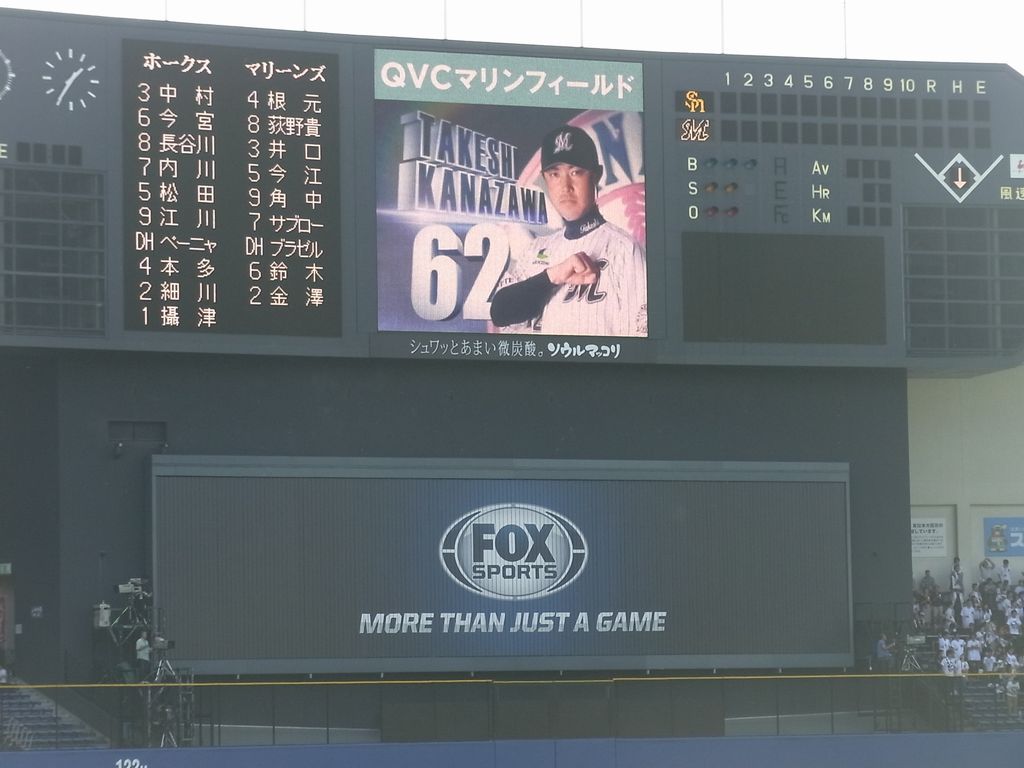 ホークス
3 中 村
6 今 宮
8 長谷川
7 内 川
5 松 田
9 江 川
DH ペーニャ
4 本 多
2 細 川
1 攝 津
マリーンズ
4 根 元
8 荻野貴
3 井 口
5 今 江
9 角 中
7 サブロー
DH ブラゼル
6 鈴 木
2 金 澤
QVCマリンフィールド
TAKESHI
KANAZAWA
62
M
シュワッとあまい微炭酸。ソウルマッコリ
1 2 3 4 5 6 7 8 9 10 R H E
SH
M
B
S
O
H
E
Fc
AV
HR
KM
E
風速
FOX
SPORTS
MORE THAN JUST A GAME
122